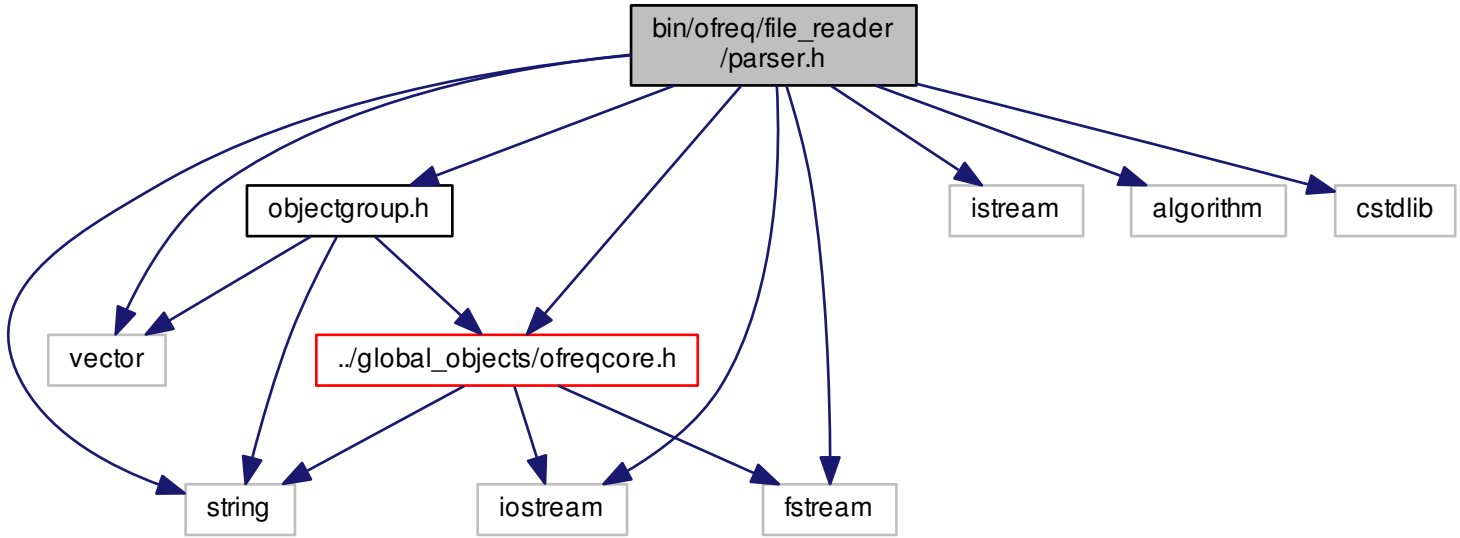 bin/ofreq/file_reader
/parser.h
objectgroup.h
istream
algorithm
cstdlib
vector
../global_objects/ofreqcore.h
string
iostream
fstream